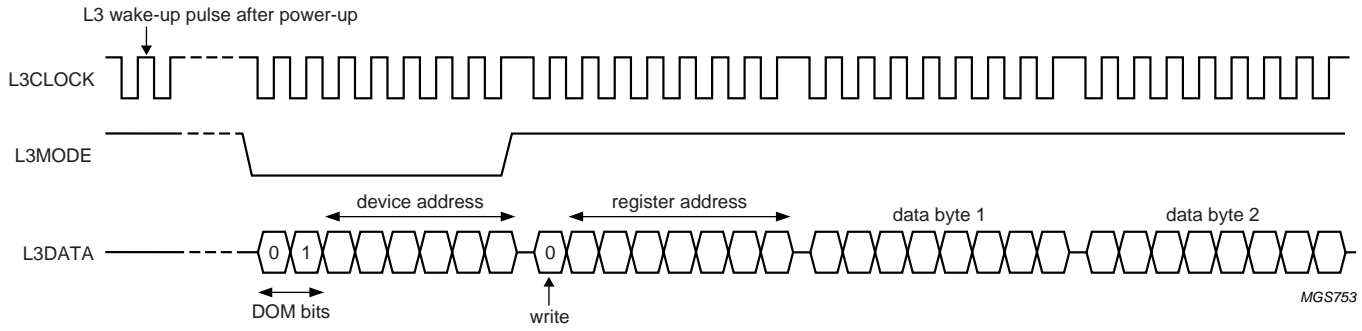 L3 wake-up pulse after power-up
L3CLOCK
L3MODE
device address
register address
data byte 1
data byte 2
L3DATA
0 1
0
DOM bits
write
MGS753